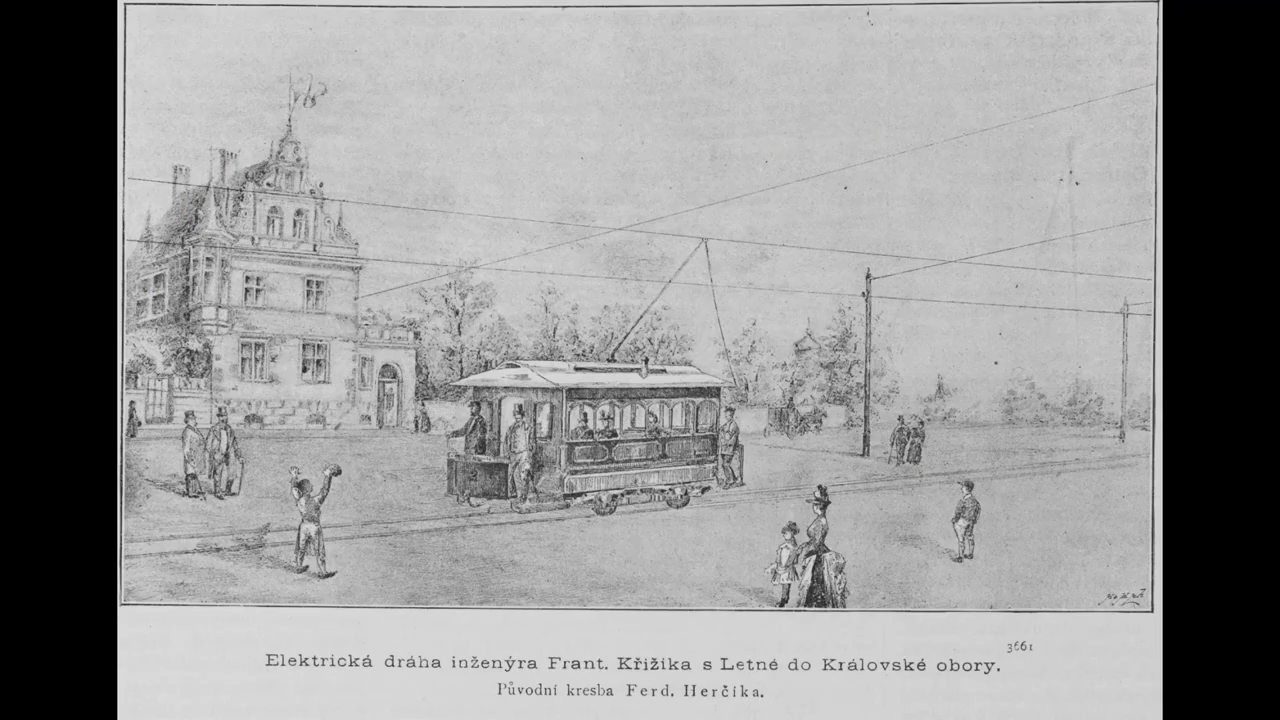 3661
Elektrická dráha inženýra Frant. Křižíka s Letné do Královské obory.
Původní kresba Ferd. Herčíka.